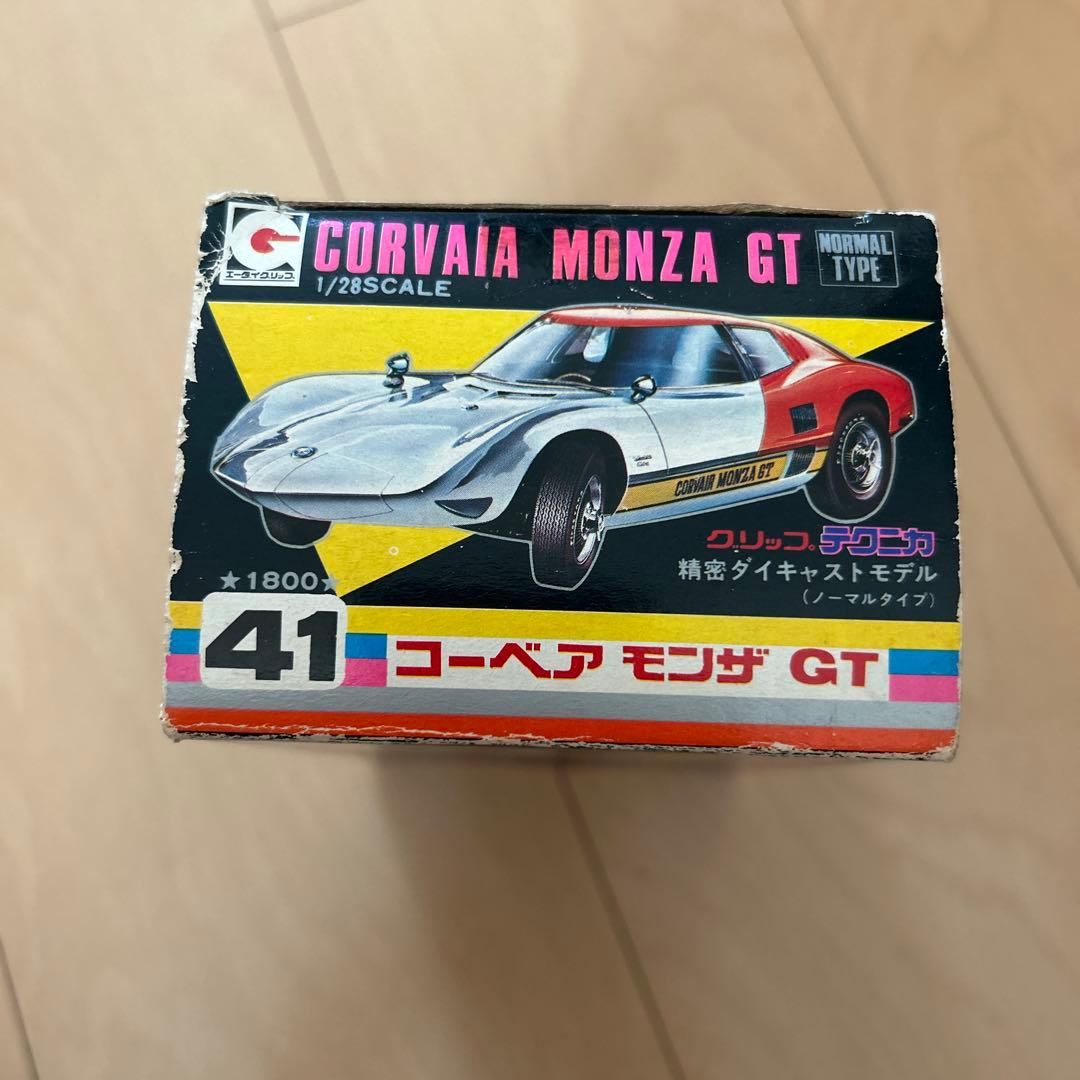 CORVAIA MONZA GT
NORMAL
TYPE
エーダイグリップ
1/28SCALE
CORVAIR MONZA GT
グリップ テクニカ
精密ダイキャストモデル
(ノーマルタイプ)
★1800★
41
コーベア モンザ GT